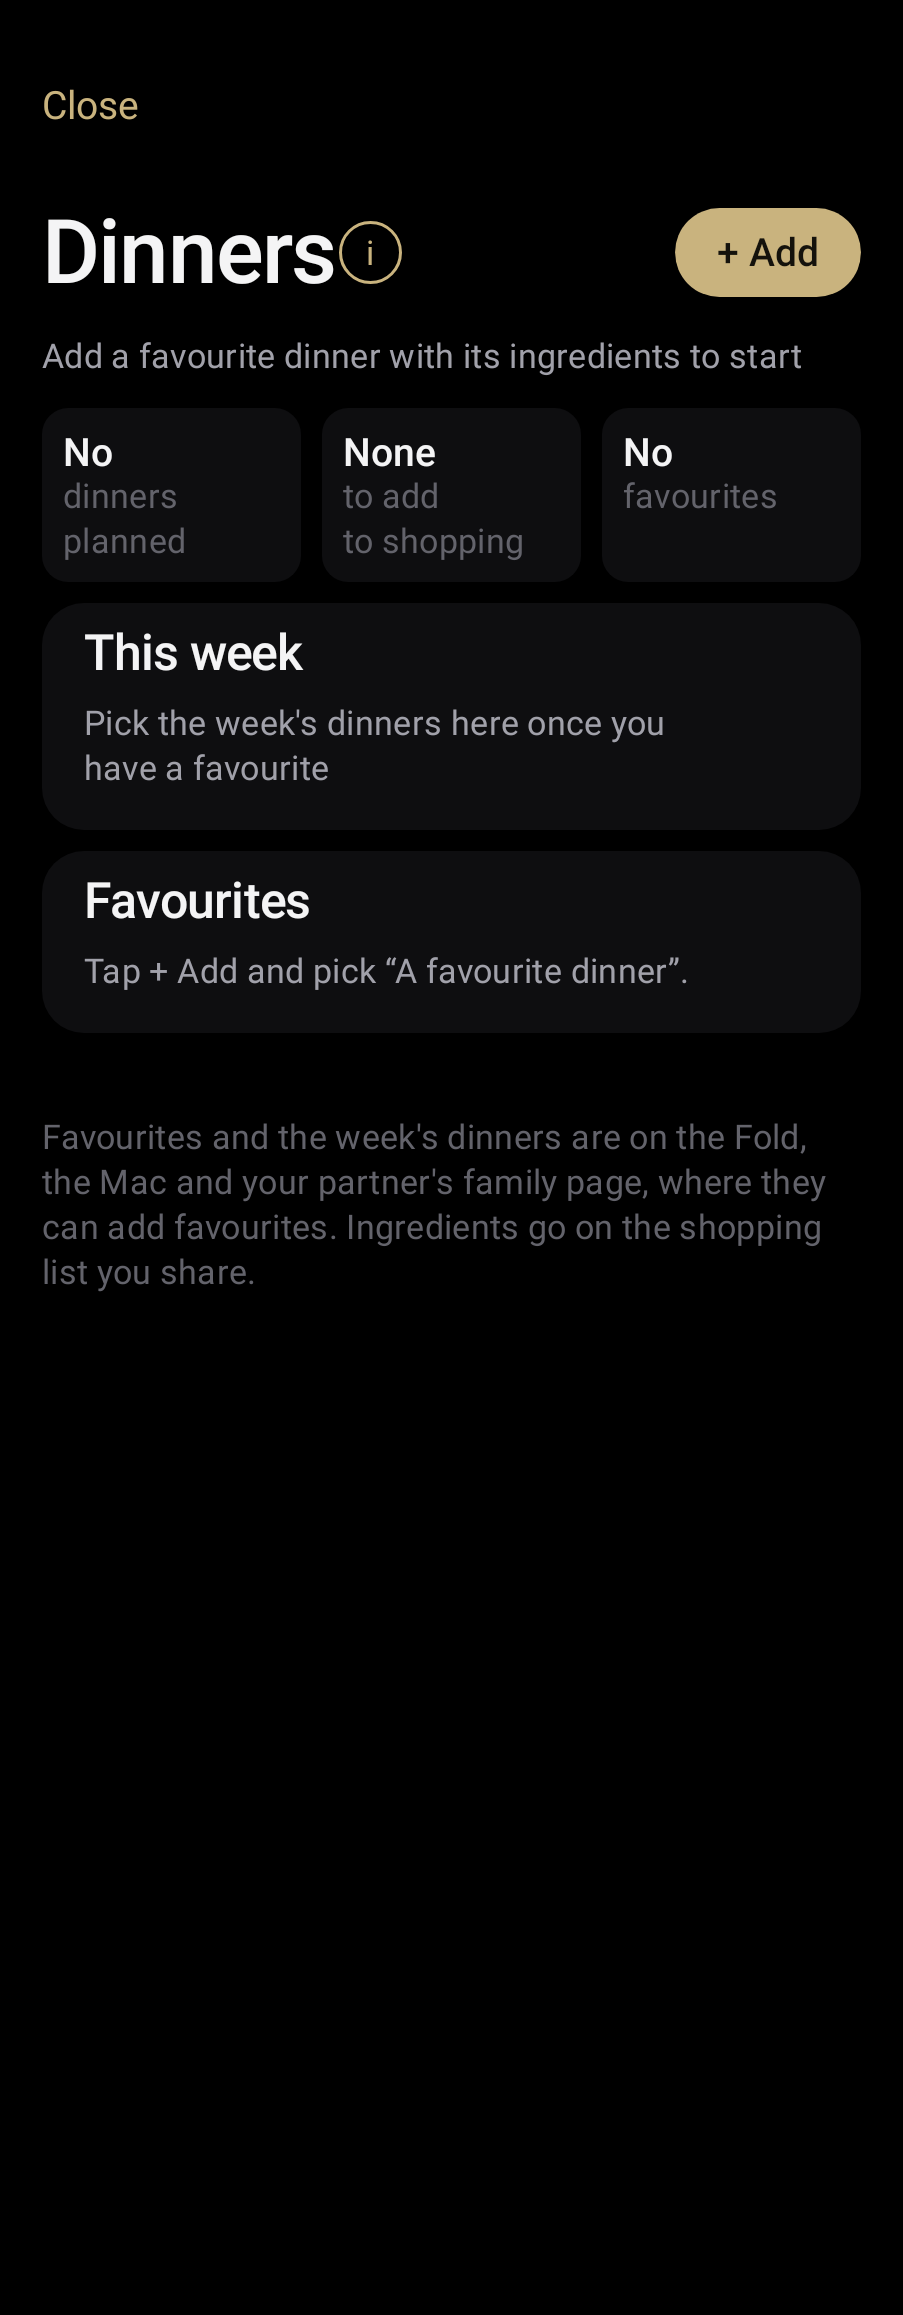 Close
Dinners i
+ Add
Add a favourite dinner with its ingredients to start
No
dinners
planned
None
to add
to shopping
No
favourites
This week
Pick the week's dinners here once you
have a favourite
Favourites
Tap + Add and pick “A favourite dinner”.
Favourites and the week's dinners are on the Fold,
the Mac and your partner's family page, where they
can add favourites. Ingredients go on the shopping
list you share.